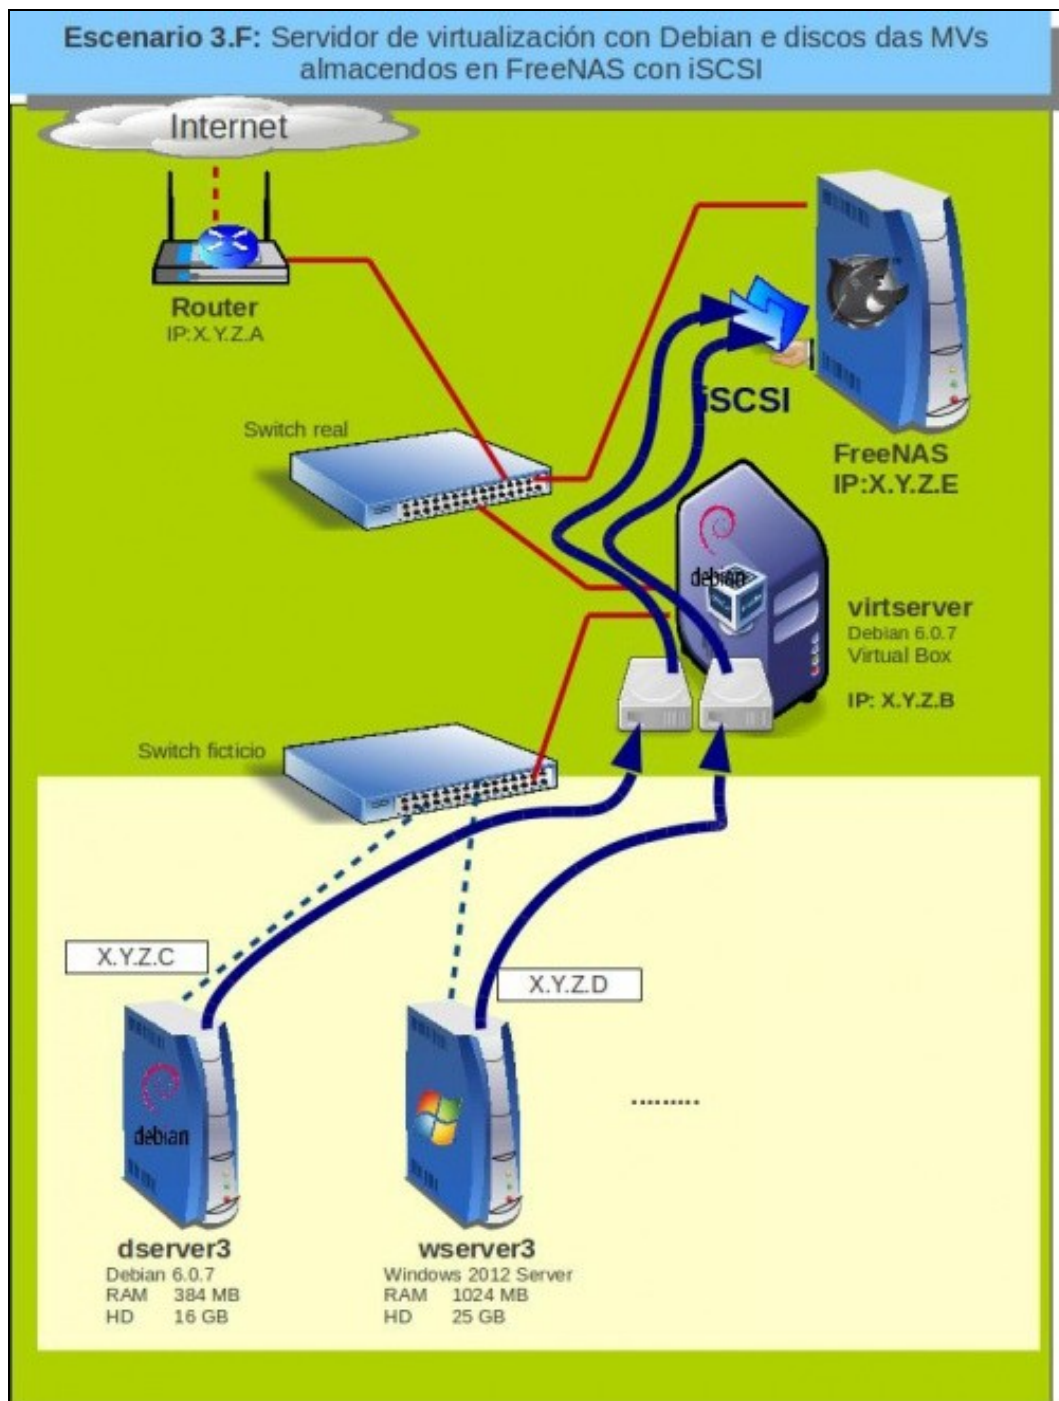 Escenario 3.F: Servidor de virtualización con Debian e discos das MVs
almacendos en FreeNAS con iSCSI
Internet
Router
IP:X.Y.Z.A
Switch real
iSCSI
FreeNAS
IP:X.Y.Z.E
debian
virtserver
Debian 6.0.7
Virtual Box
IP: X.Y.Z.B
Switch ficticio
X.Y.Z.C
X.Y.Z.D
debian
.........
dserver3
Debian 6.0.7
RAM 384 MB
HD 16 GB
wserver3
Windows 2012 Server
RAM 1024 MB
HD 25 GB